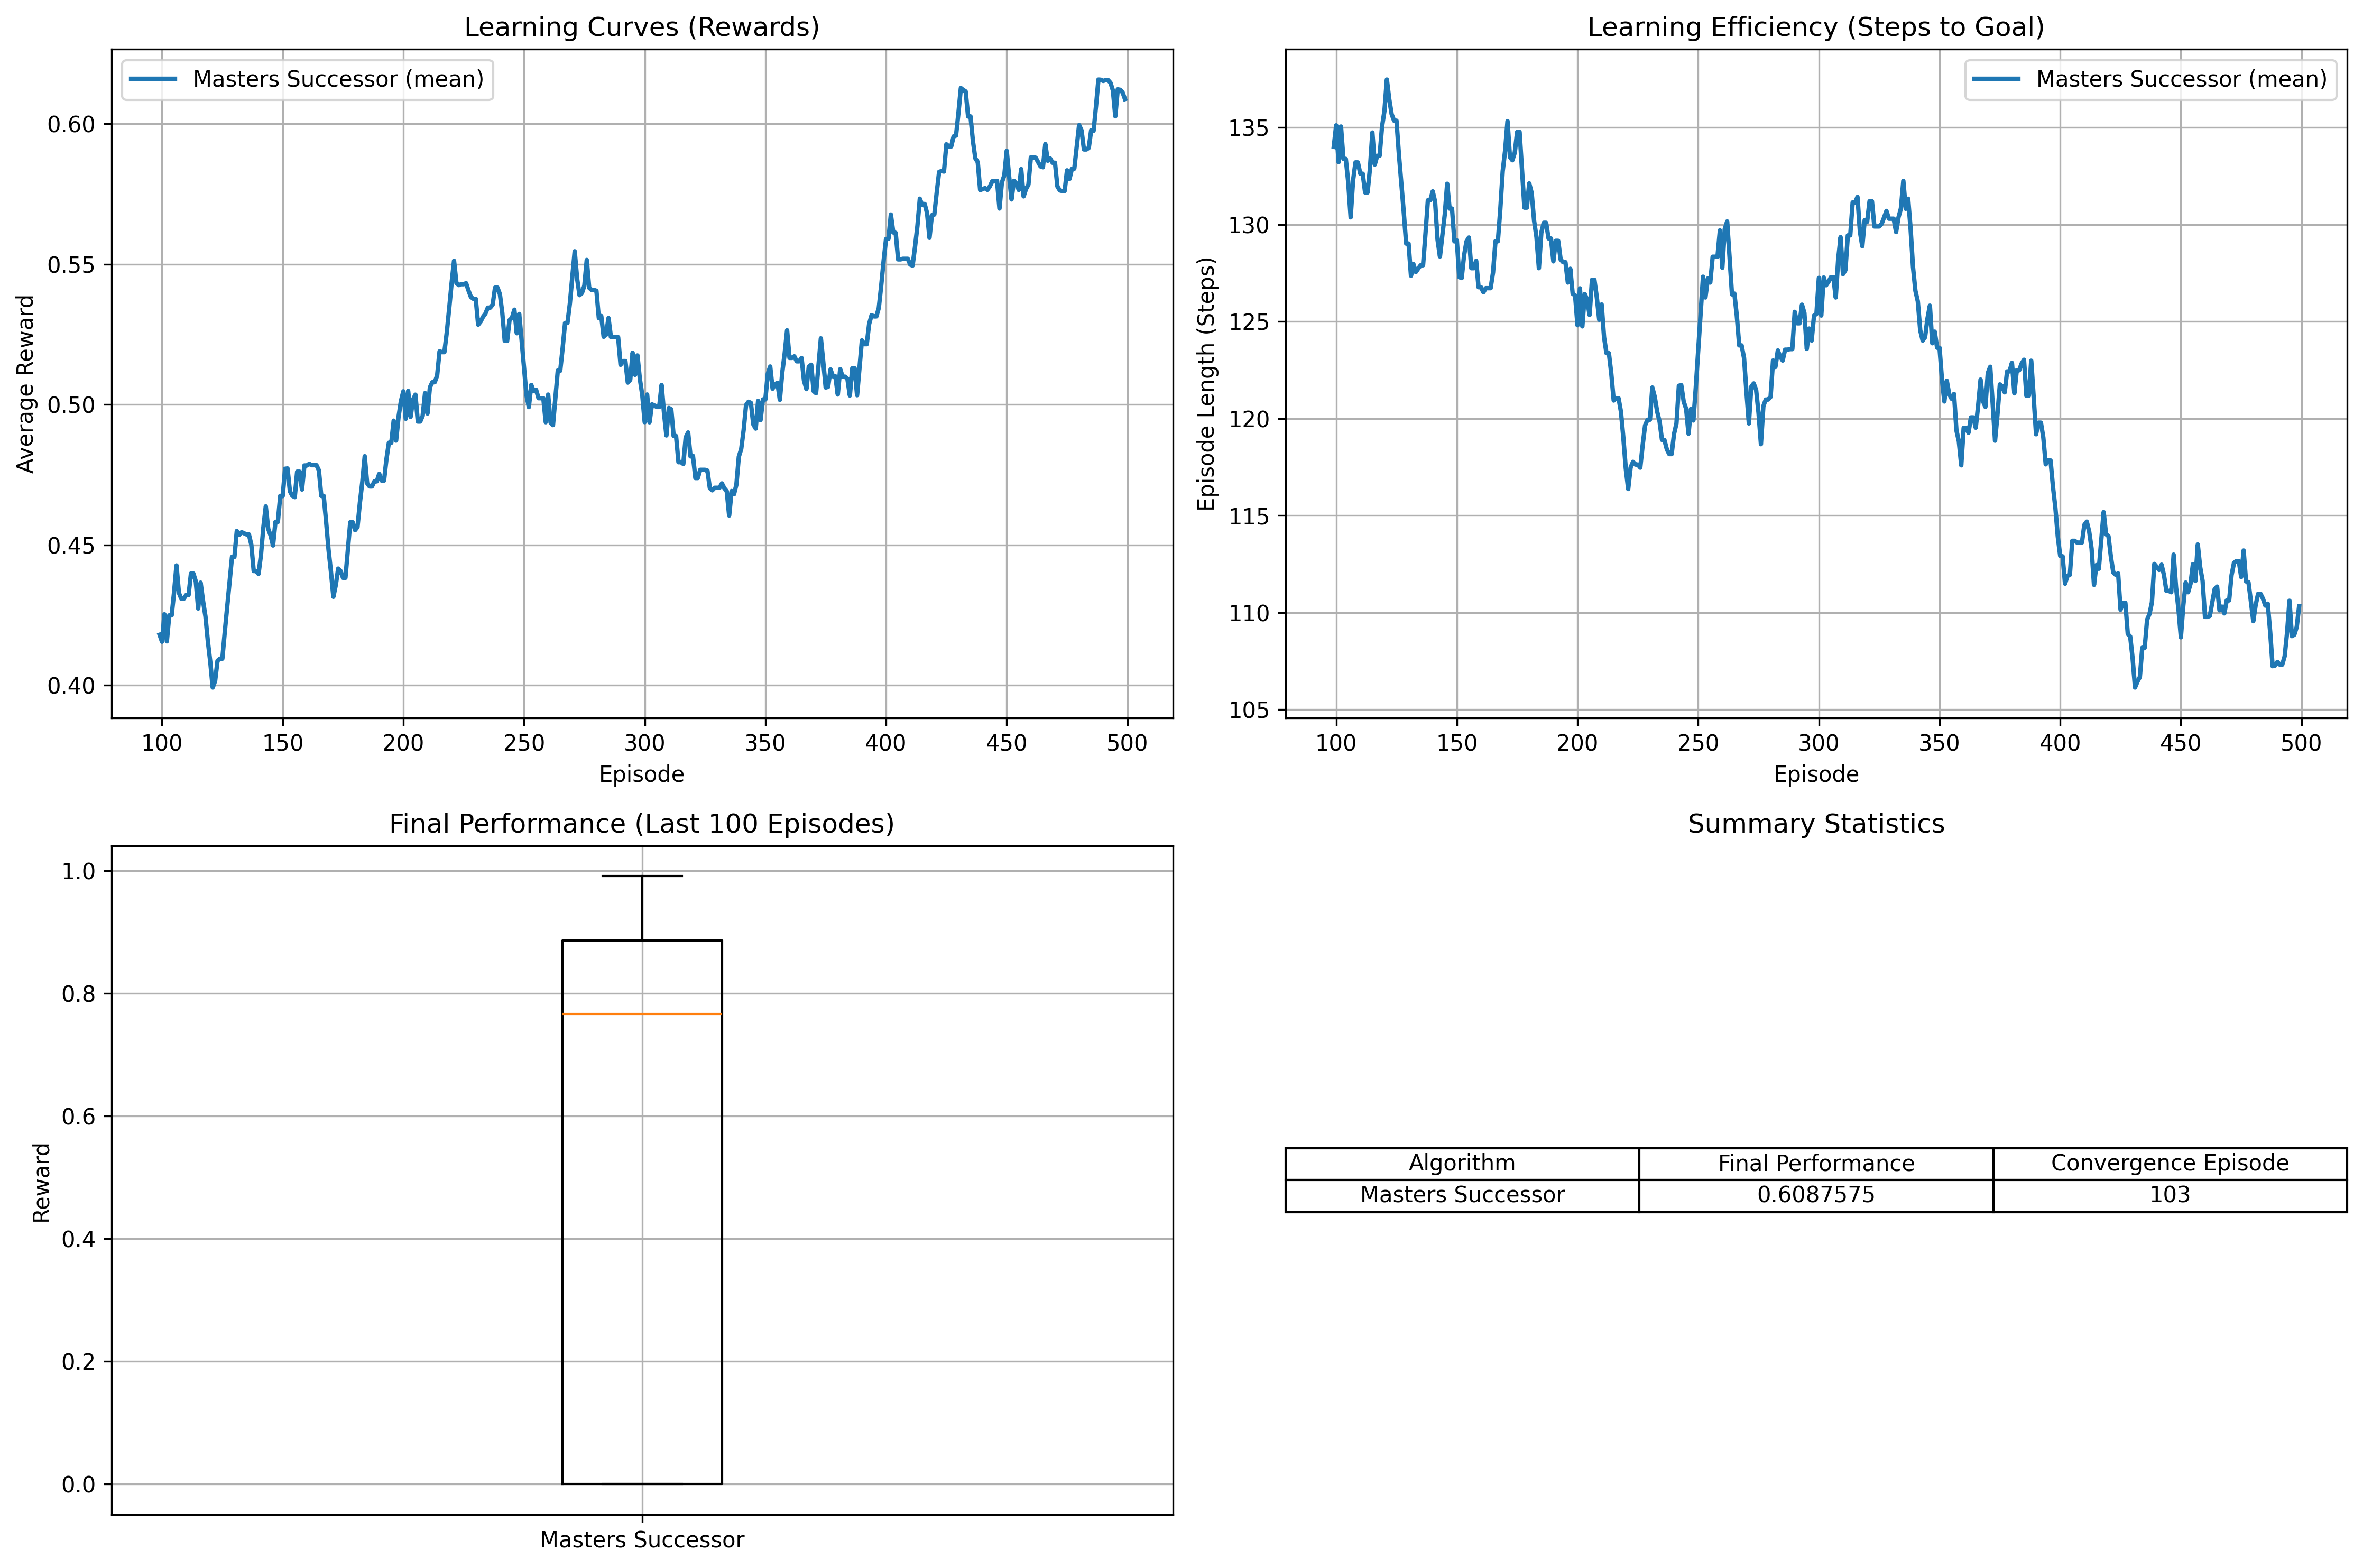 Learning Curves (Rewards)
Masters Successor (mean)
Average Reward
0.60
0.55
0.50
0.45
0.40
100 150 200 250 300 350 400 450 500
Episode
Learning Efficiency (Steps to Goal)
Masters Successor (mean)
Episode Length (Steps)
135
130
125
120
115
110
105
100 150 200 250 300 350 400 450 500
Episode
Final Performance (Last 100 Episodes)
Reward
1.0
0.8
0.6
0.4
0.2
0.0
Masters Successor
Summary Statistics
Algorithm Final Performance Convergence Episode
Masters Successor 0.6087575 103